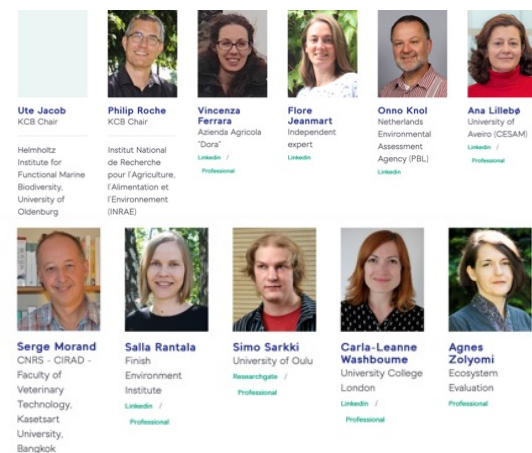 Ute Jacob
KCB Chair
Helmholtz
Institute for
Functional Marine
Biodiversity,
University of
Oldenburg
Philip Roche
KCB Chair
Institut National
de Recherche
pour l'Agriculture,
l'Alimentation et
l'Environnement
(INRAE)
Vincenza
Ferrara
Azienda Agricola
"Dora"
Linkedin /
Professional
Flore
Jeanmart
Independent
expert
Linkedin
Onno Knol
Netherlands
Environmental
Assessment
Agency (PBL)
Linkedin
Ana Lillebø
University of
Aveiro (CESAM)
Linkedin /
Professional
Serge Morand
CNRS - CIRAD -
Faculty of
Veterinary
Technology,
Kasetsart
University,
Bangkok
Salla Rantala
Finish
Environment
Institute
Linkedin /
Professional
Simo Sarkki
University of Oulu
Researchgate /
Professional
Carla-Leanne
Washbourne
University College
London
Linkedin /
Professional
Agnes
Zolyomi
Ecosystem
Evaluation
Professional